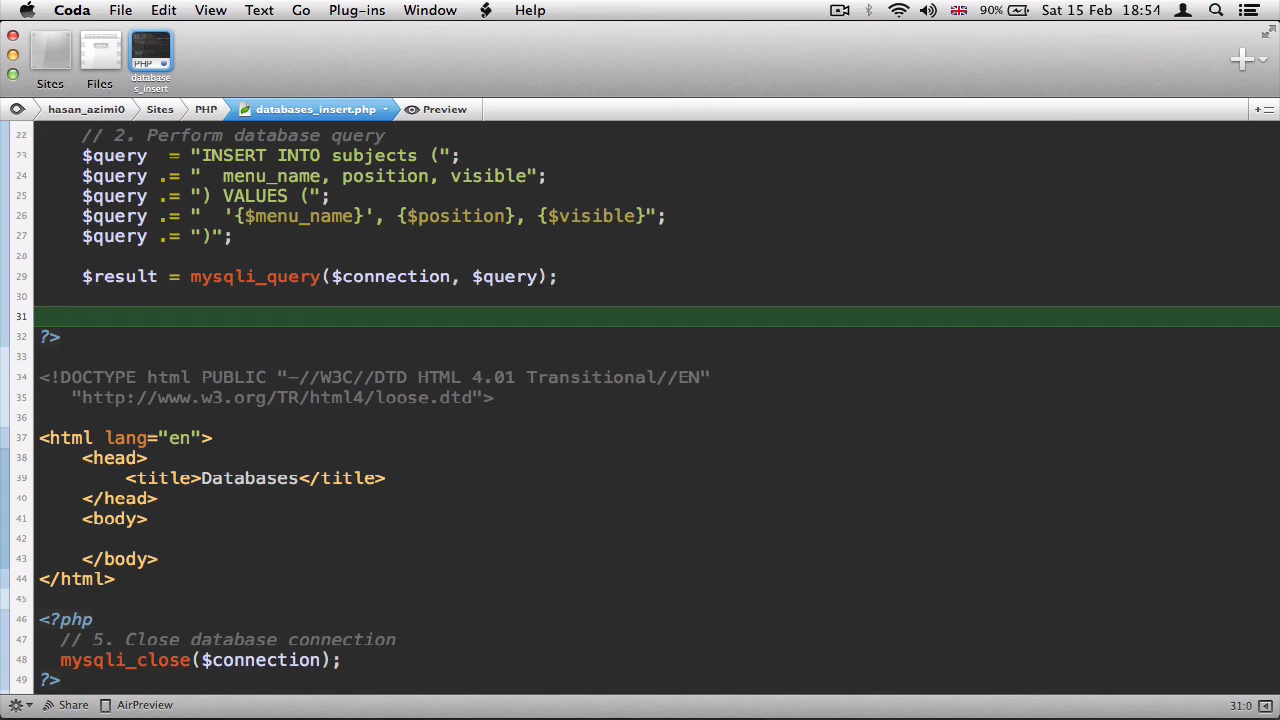 Coda File Edit View Text Go Plug-ins Window Help 90% Sat 15 Feb 18:54
PHP
Sites Files databases_insert
hasan_azimi0 Sites PHP databases_insert.php Preview
22 // 2. Perform database query
23 $query  = "INSERT INTO subjects (";
24 $query .= "  menu_name, position, visible";
25 $query .= ") VALUES (";
26 $query .= "  '{$menu_name}', {$position}, {$visible}";
27 $query .= ")";
28
29 $result = mysqli_query($connection, $query);
30
31
32 ?>
33
34 <!DOCTYPE html PUBLIC "-//W3C//DTD HTML 4.01 Transitional//EN"
35 "http://www.w3.org/TR/html4/loose.dtd">
36
37 <html lang="en">
38 <head>
39 <title>Databases</title>
40 </head>
41 <body>
42
43 </body>
44 </html>
45
46 <?php
47 // 5. Close database connection
48 mysqli_close($connection);
49 ?>
Share AirPreview 31:0